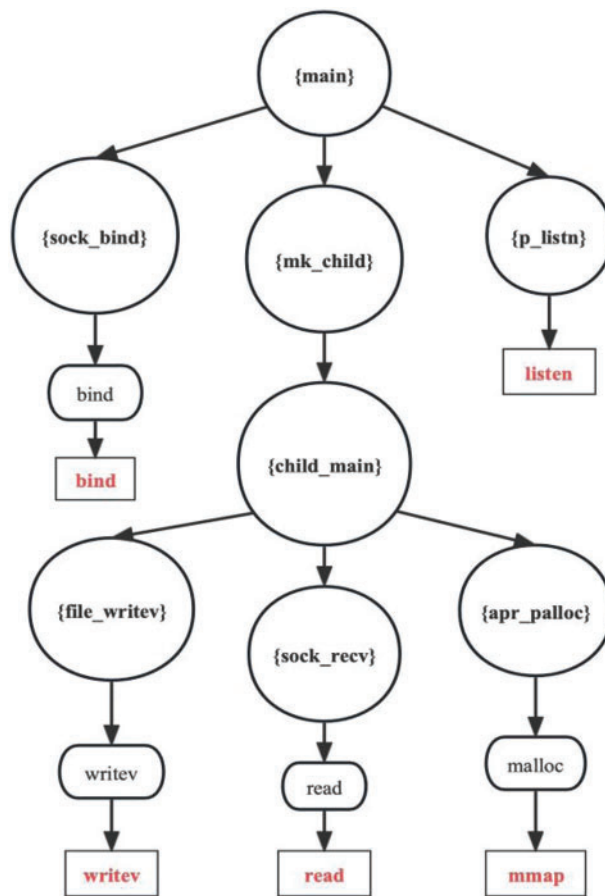 {main}
{sock_bind}
{mk_child}
{p_listn}
bind
listen
bind
{child_main}
{file_writev}
{sock_recv}
{apr_palloc}
writev
read
malloc
writev
read
mmap